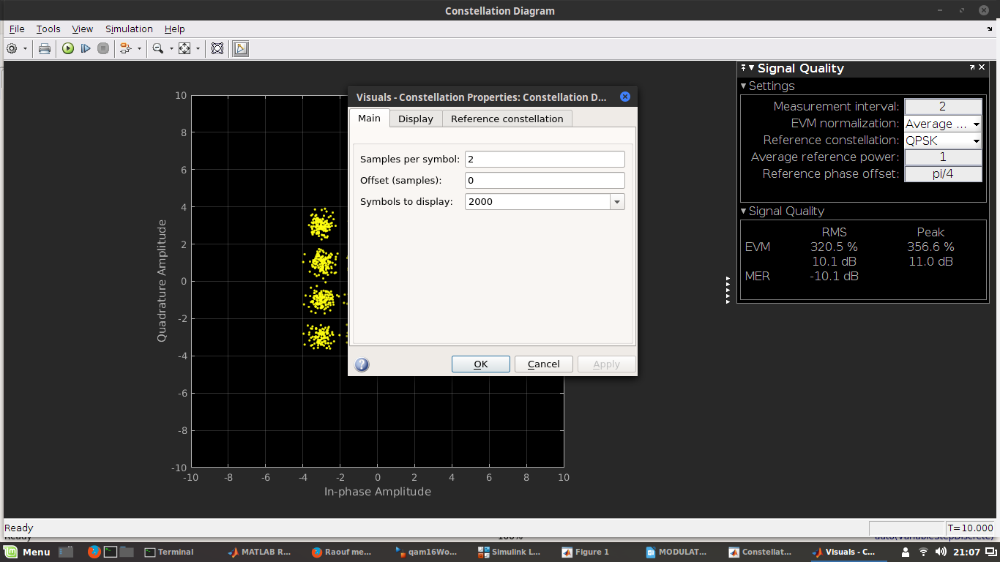 Constellation Diagram
File Tools View Simulation Help
Signal Quality
Settings
Measurement interval: 2
EVM normalization: Average ...
Reference constellation: QPSK
Average reference power: 1
Reference phase offset: pi/4
Signal Quality
RMS Peak
EVM 320.5 % 356.6 %
10.1 dB 11.0 dB
MER -10.1 dB
Visuals - Constellation Properties: Constellation D...
Main Display Reference constellation
Samples per symbol: 2
Offset (samples): 0
Symbols to display: 2000
OK Cancel Apply
Quadrature Amplitude
10
8
6
4
2
0
-2
-4
-6
-8
-10
-10 -8 -6 -4 -2 0 2 4 6 8 10
In-phase Amplitude
Ready
T=10.000
Ready 100% auto(VariableStepDiscrete)
Menu Terminal MATLAB R... Raouf me... qam16Wo... Simulink L... Figure 1 MODULAT... Constellat... Visuals - C... 21:07